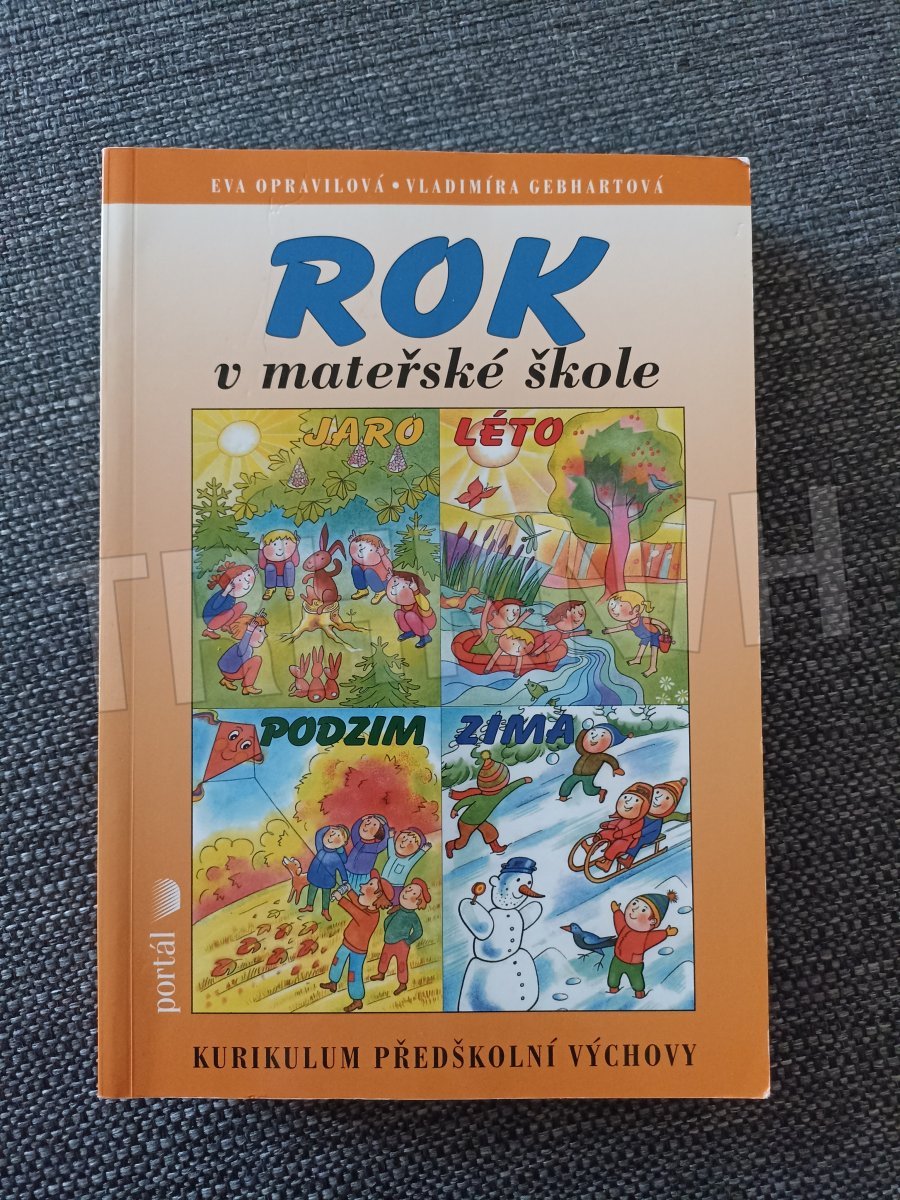 EVA OPRAVILOVÁ • VLADIMÍRA GEBHARTOVÁ
ROK
v mateřské škole
JARO
LÉTO
PODZIM
ZIMA
portál
KURIKULUM PŘEDŠKOLNÍ VÝCHOVY